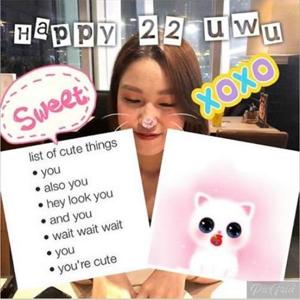 Happy 22 uwu
Sweet
XOXO
list of cute things
• you
• also you
• hey look you
• and you
• wait wait wait
• you
• you're cute
PicGrid